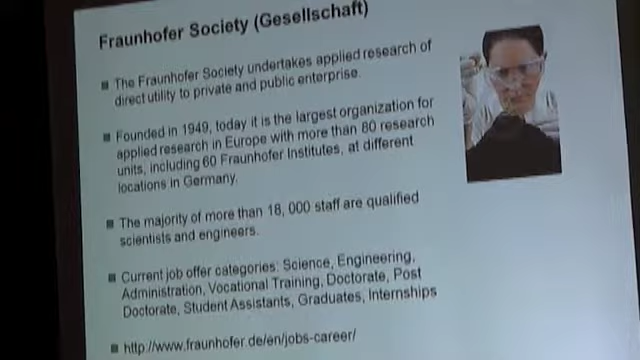 Fraunhofer Society (Gesellschaft)
The Fraunhofer Society undertakes applied research of
direct utility to private and public enterprise.
Founded in 1949, today it is the largest organization for
applied research in Europe with more than 80 research
units, including 60 Fraunhofer Institutes, at different
locations in Germany.
The majority of more than 18, 000 staff are qualified
scientists and engineers.
Current job offer categories: Science, Engineering,
Administration, Vocational Training, Doctorate, Post
Doctorate, Student Assistants, Graduates, Internships
http://www.fraunhofer.de/en/jobs-career/